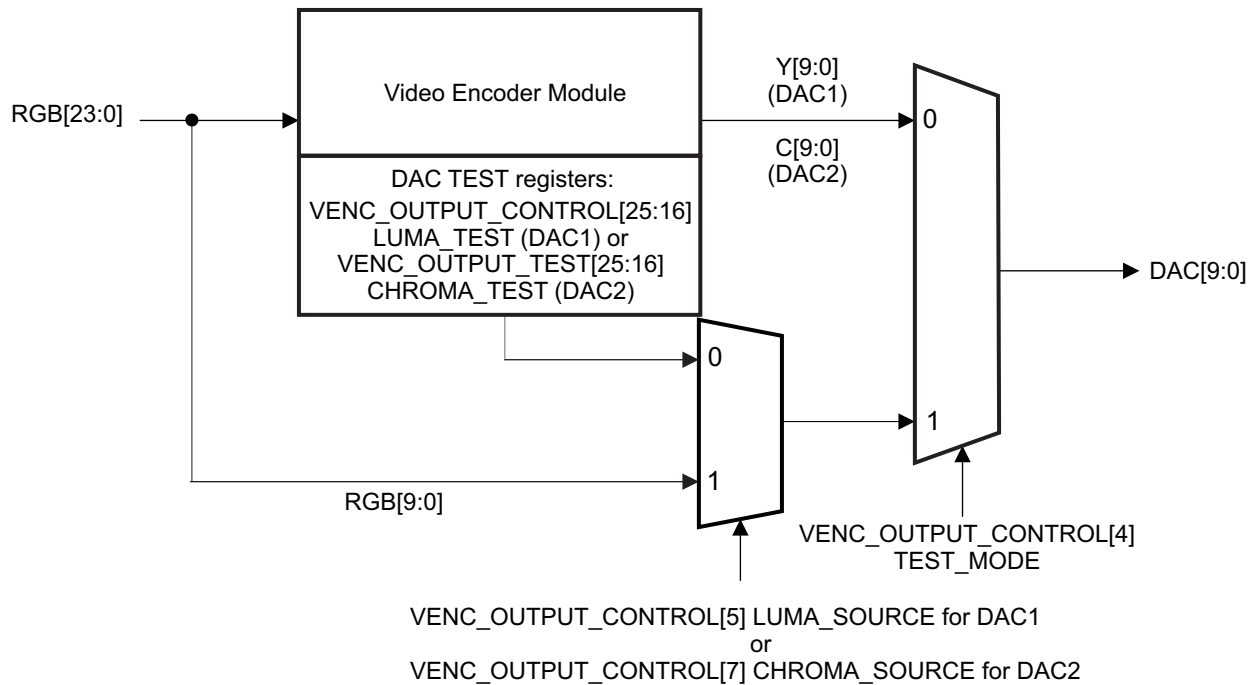 RGB[23:0]
Video Encoder Module
DAC TEST registers:
VENC_OUTPUT_CONTROL[25:16]
LUMA_TEST (DAC1) or
VENC_OUTPUT_TEST[25:16]
CHROMA_TEST (DAC2)
Y[9:0]
(DAC1)
C[9:0]
(DAC2)
0
1
DAC[9:0]
0
1
RGB[9:0]
VENC_OUTPUT_CONTROL[4]
TEST_MODE
VENC_OUTPUT_CONTROL[5] LUMA_SOURCE for DAC1
or
VENC_OUTPUT_CONTROL[7] CHROMA_SOURCE for DAC2